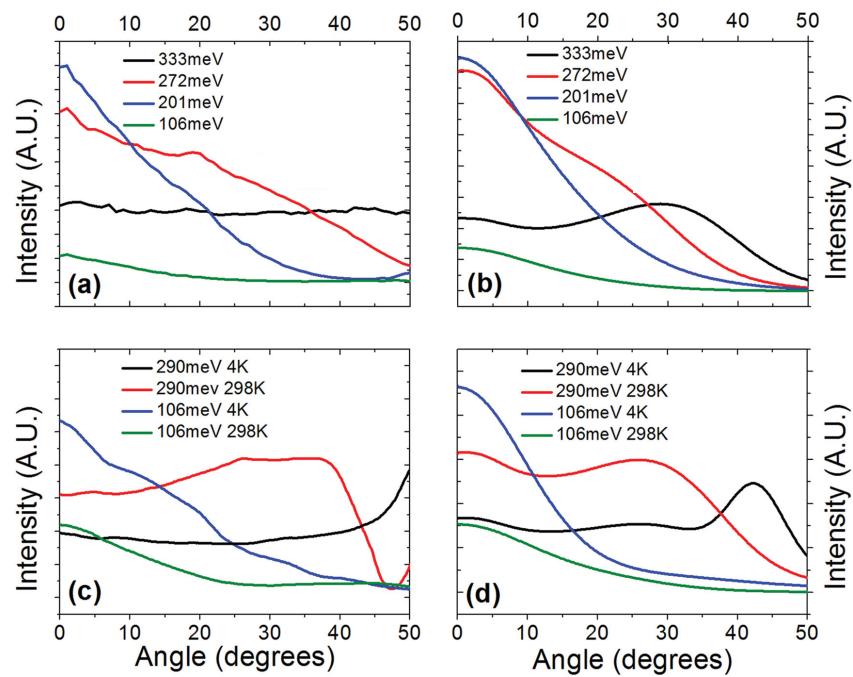 0 10 20 30 40 50
0 10 20 30 40 50
333meV
272meV
201meV
106meV
333meV
272meV
201meV
106meV
Intensity (A.U.)
(a)
(b)
Intensity (A.U.)
290meV 4K
290mev 298K
106meV 4K
106meV 298K
290meV 4K
290meV 298K
106meV 4K
106meV 298K
Intensity (A.U.)
(c)
(d)
Intensity (A.U.)
0 10 20 30 40 50
0 10 20 30 40 50
Angle (degrees)
Angle (degrees)